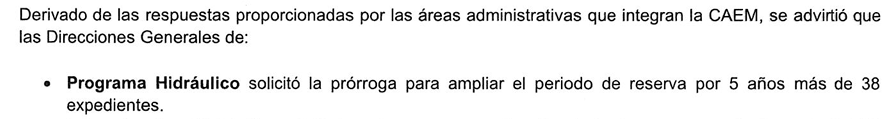 Derivado de las respuestas proporcionadas por las áreas administrativas que integran la CAEM, se advirtió que
las Direcciones Generales de:
• Programa Hidráulico solicitó la prórroga para ampliar el periodo de reserva por 5 años más de 38
expedientes.